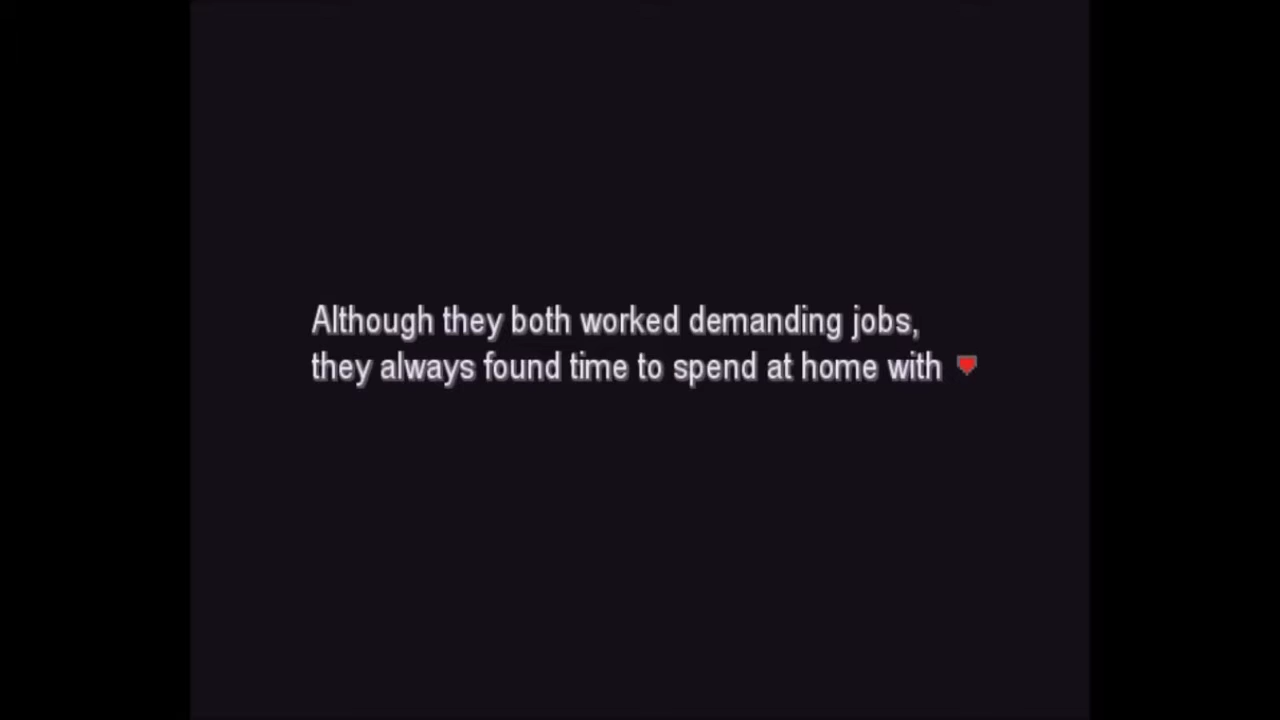 Although they both worked demanding jobs,
they always found time to spend at home with